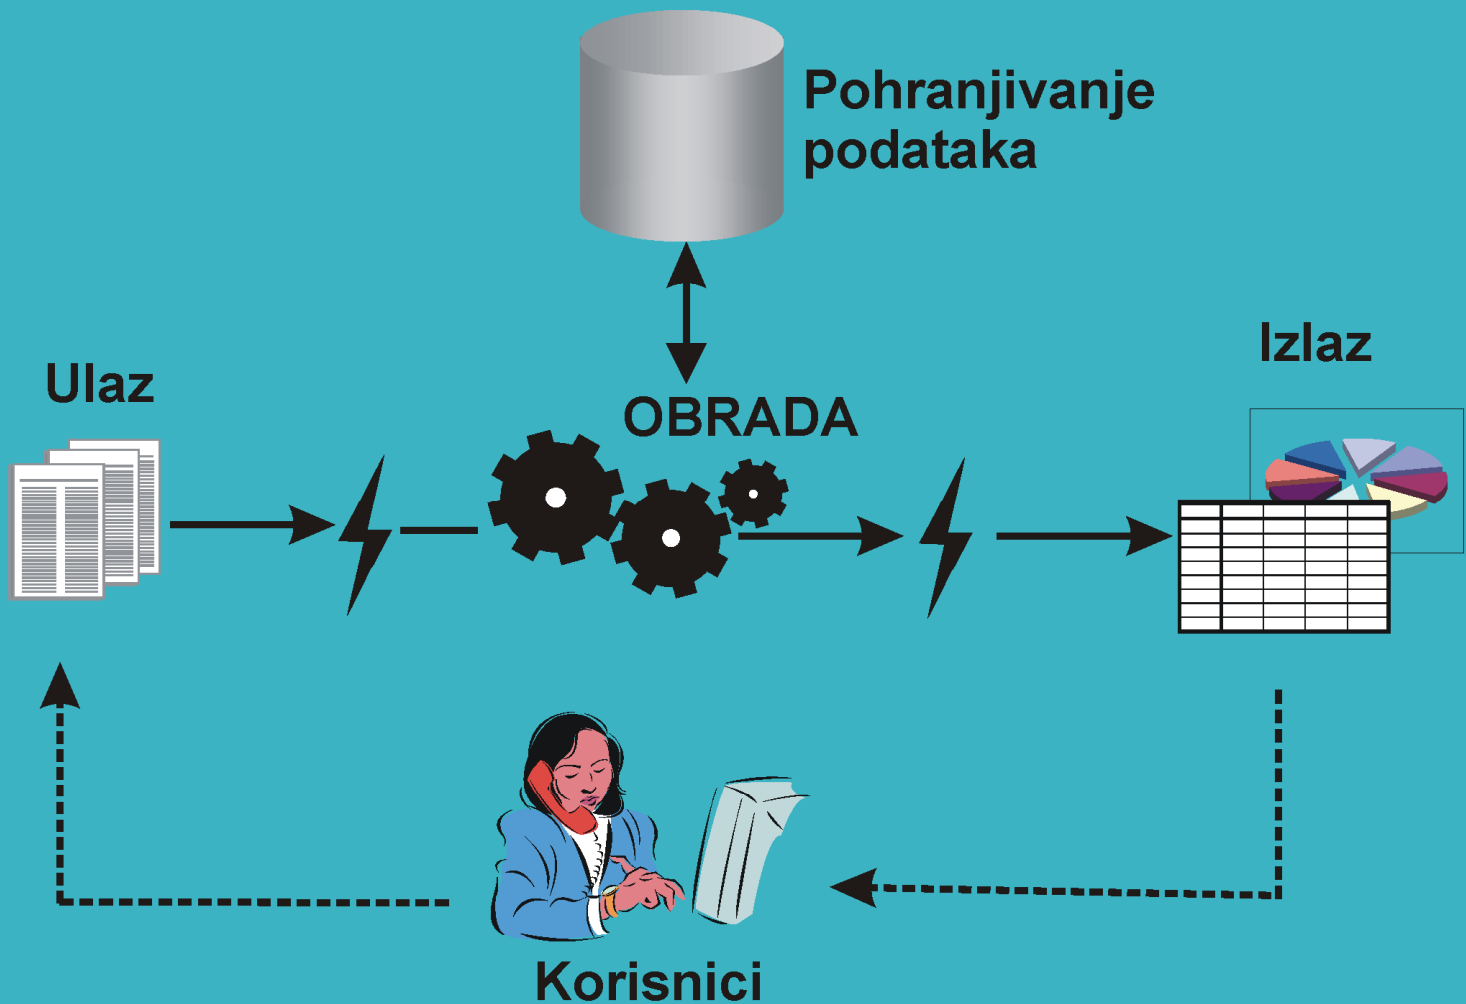 Pohranjivanje
podataka
Izlaz
Ulaz
OBRADA
Korisnici